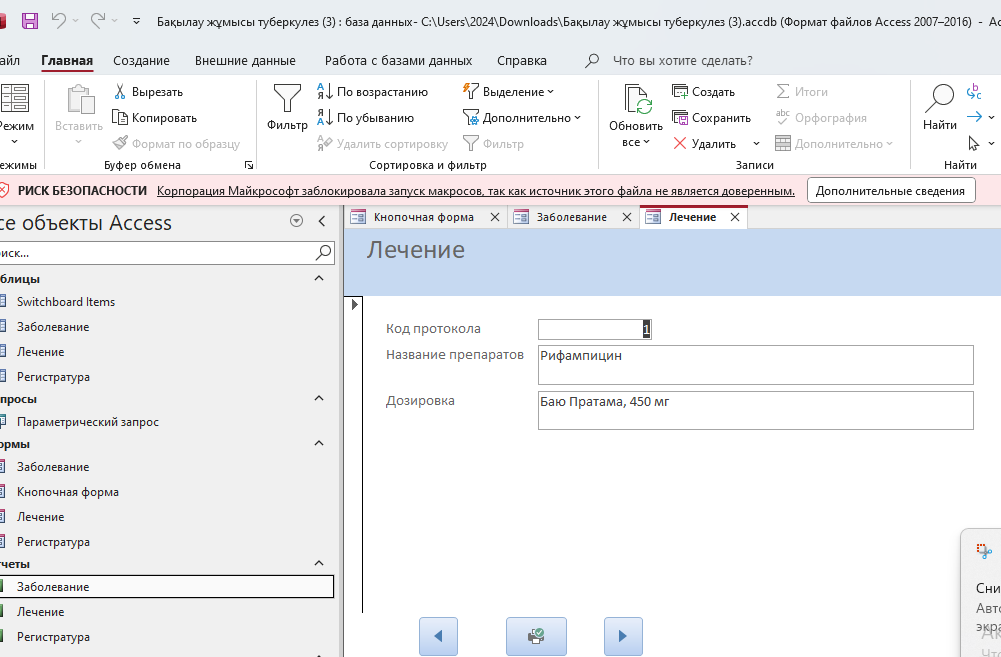 Бақылау жұмысы туберкулез (3) : база данных- C:\Users\2024\Downloads\Бақылау жұмысы туберкулез (3).accdb (Формат файлов Access 2007–2016) - Ac
айл Главная Создание Внешние данные Работа с базами данных Справка Что вы хотите сделать?
Режим
Вставить
Вырезать
Копировать
Формат по образцу
Фильтр
По возрастанию
По убыванию
Удалить сортировку
Выделение
Дополнительно
Фильтр
Обновить
все
Создать
Сохранить
Удалить
Итоги
Орфография
Дополнительно
Найти
ежимы Буфер обмена Сортировка и фильтр Записи Найти
РИСК БЕЗОПАСНОСТИ Корпорация Майкрософт заблокировала запуск макросов, так как источник этого файла не является доверенным. Дополнительные сведения
се объекты Access
иск...
блицы
Switchboard Items
Заболевание
Лечение
Регистратура
просы
Параметрический запрос
ормы
Заболевание
Кнопочная форма
Лечение
Регистратура
тчеты
Заболевание
Лечение
Регистратура
Кнопочная форма Заболевание Лечение
Лечение
Код протокола 1
Название препаратов Рифампицин
Дозировка Баю Пратама, 450 мг
Сни
Авто
экра